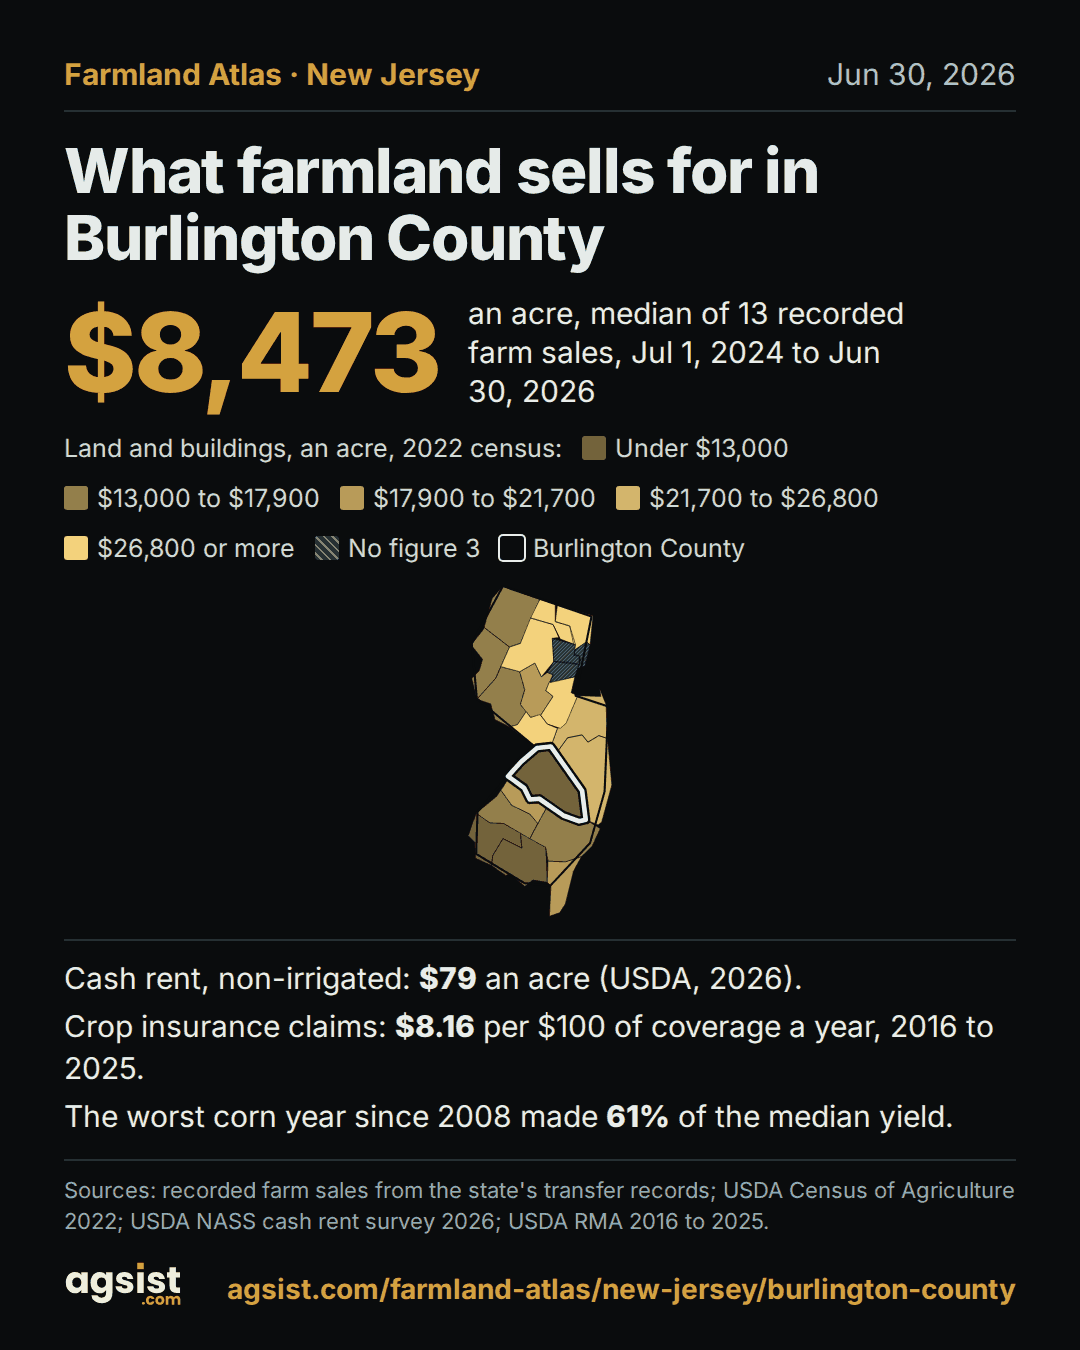 Farmland Atlas · New Jersey
Jun 30, 2026
What farmland sells for in
Burlington County
$8,473
an acre, median of 13 recorded
farm sales, Jul 1, 2024 to Jun
30, 2026
Land and buildings, an acre, 2022 census: Under $13,000
$13,000 to $17,900 $17,900 to $21,700 $21,700 to $26,800
$26,800 or more No figure 3 Burlington County
Cash rent, non-irrigated: $79 an acre (USDA, 2026).
Crop insurance claims: $8.16 per $100 of coverage a year, 2016 to
2025.
The worst corn year since 2008 made 61% of the median yield.
Sources: recorded farm sales from the state's transfer records; USDA Census of Agriculture
2022; USDA NASS cash rent survey 2026; USDA RMA 2016 to 2025.
agsist
.com
agsist.com/farmland-atlas/new-jersey/burlington-county